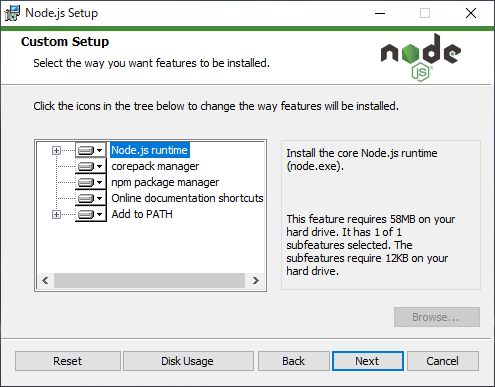 Node.js Setup
Custom Setup
Select the way you want features to be installed.
node
JS
Click the icons in the tree below to change the way features will be installed.
Node.js runtime
corepack manager
npm package manager
Online documentation shortcuts
Add to PATH
Install the core Node.js runtime
(node.exe).
This feature requires 58MB on your
hard drive. It has 1 of 1
subfeatures selected. The
subfeatures require 12KB on your
hard drive.
Browse...
Reset
Disk Usage
Back
Next
Cancel